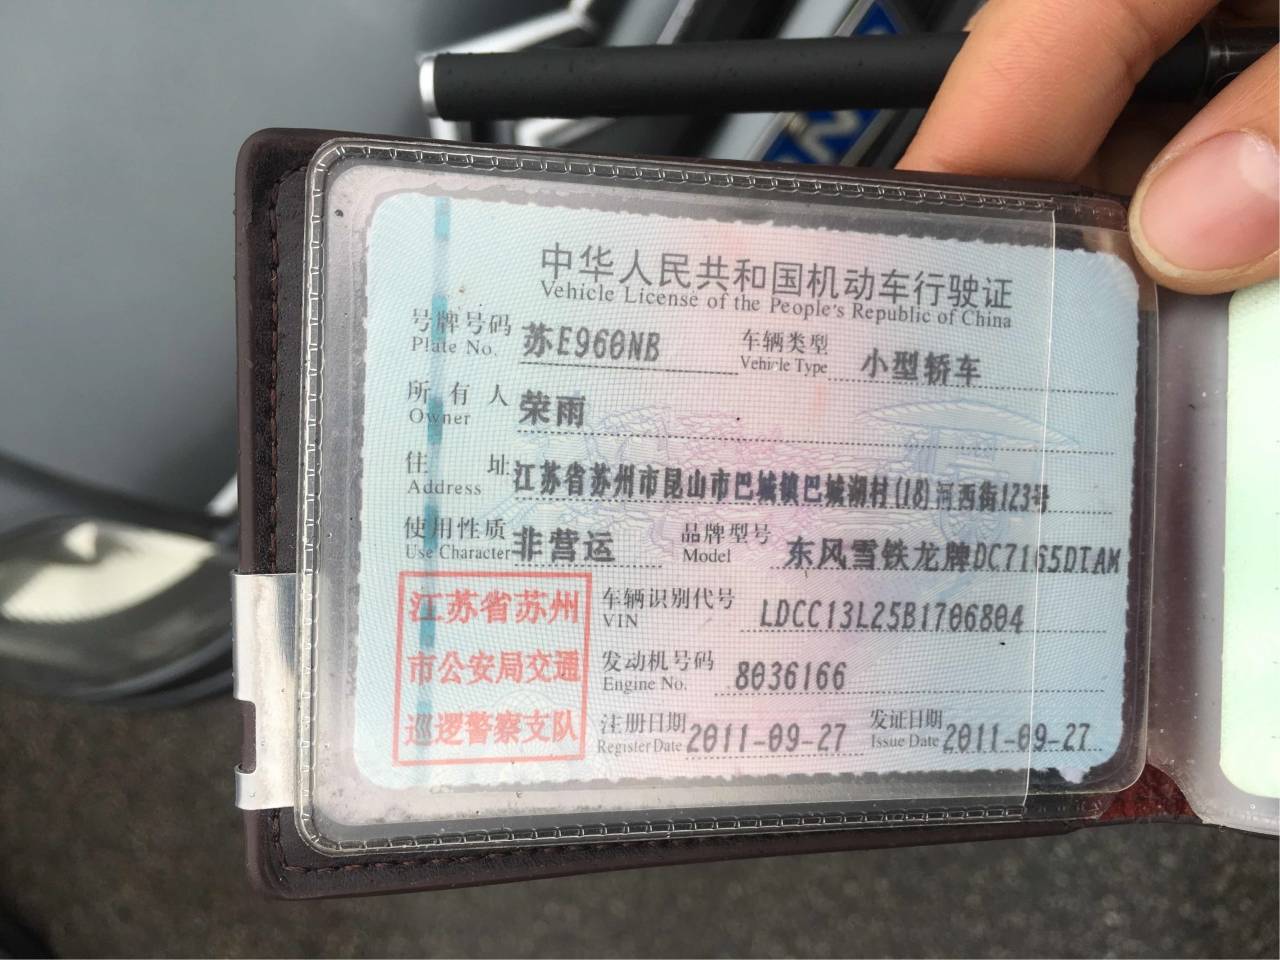 中华人民共和国机动车行驶证
Vehicle License of the People's Republic of China
号牌号码 苏E960NB 车辆类型 小型轿车
Plate No. Vehicle Type
所有人 荣雨
Owner
住址 江苏省苏州市昆山市巴城镇巴城湖村(18)河西街123号
Address
使用性质 非营运 品牌型号 东风雪铁龙牌DC7165DTAM
Use Character Model
江苏省苏州
市公安局交通
巡逻警察支队
车辆识别代号 LDCC13L25B1706804
VIN
发动机号码 8036166
Engine No.
注册日期 2011-09-27 发证日期 2011-09-27
Register Date Issue Date